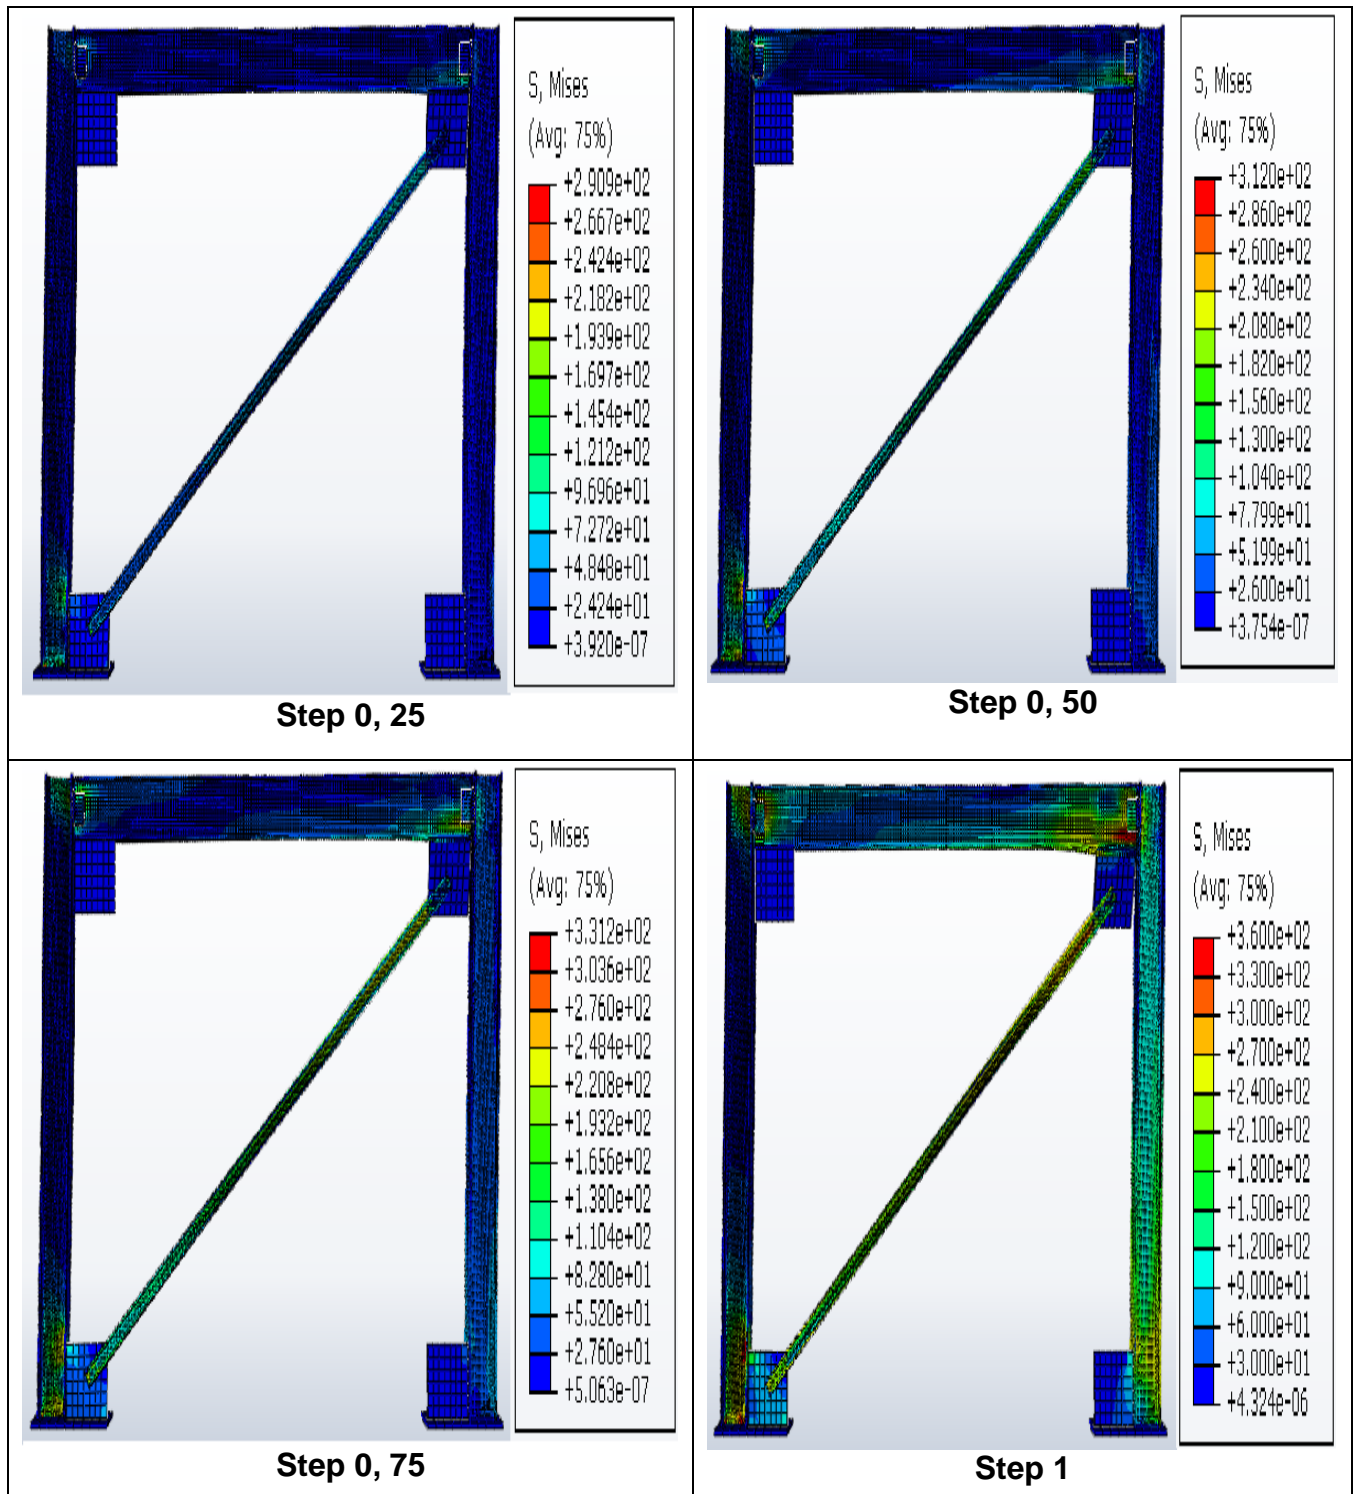 S, Mises
(Avg: 75%)
+2.909e+02
+2.667e+02
+2.424e+02
+2.182e+02
+1.939e+02
+1.697e+02
+1.454e+02
+1.212e+02
+9.696e+01
+7.272e+01
+4.848e+01
+2.424e+01
+3.920e-07
Step 0, 25
S, Mises
(Avg: 75%)
+3.120e+02
+2.860e+02
+2.600e+02
+2.340e+02
+2.080e+02
+1.820e+02
+1.560e+02
+1.300e+02
+1.040e+02
+7.799e+01
+5.199e+01
+2.600e+01
+3.754e-07
Step 0, 50
S, Mises
(Avg: 75%)
+3.312e+02
+3.036e+02
+2.760e+02
+2.484e+02
+2.208e+02
+1.932e+02
+1.656e+02
+1.380e+02
+1.104e+02
+8.280e+01
+5.520e+01
+2.760e+01
+5.063e-07
Step 0, 75
S, Mises
(Avg: 75%)
+3.600e+02
+3.300e+02
+3.000e+02
+2.700e+02
+2.400e+02
+2.100e+02
+1.800e+02
+1.500e+02
+1.200e+02
+9.000e+01
+6.000e+01
+3.000e+01
+4.324e-06
Step 1